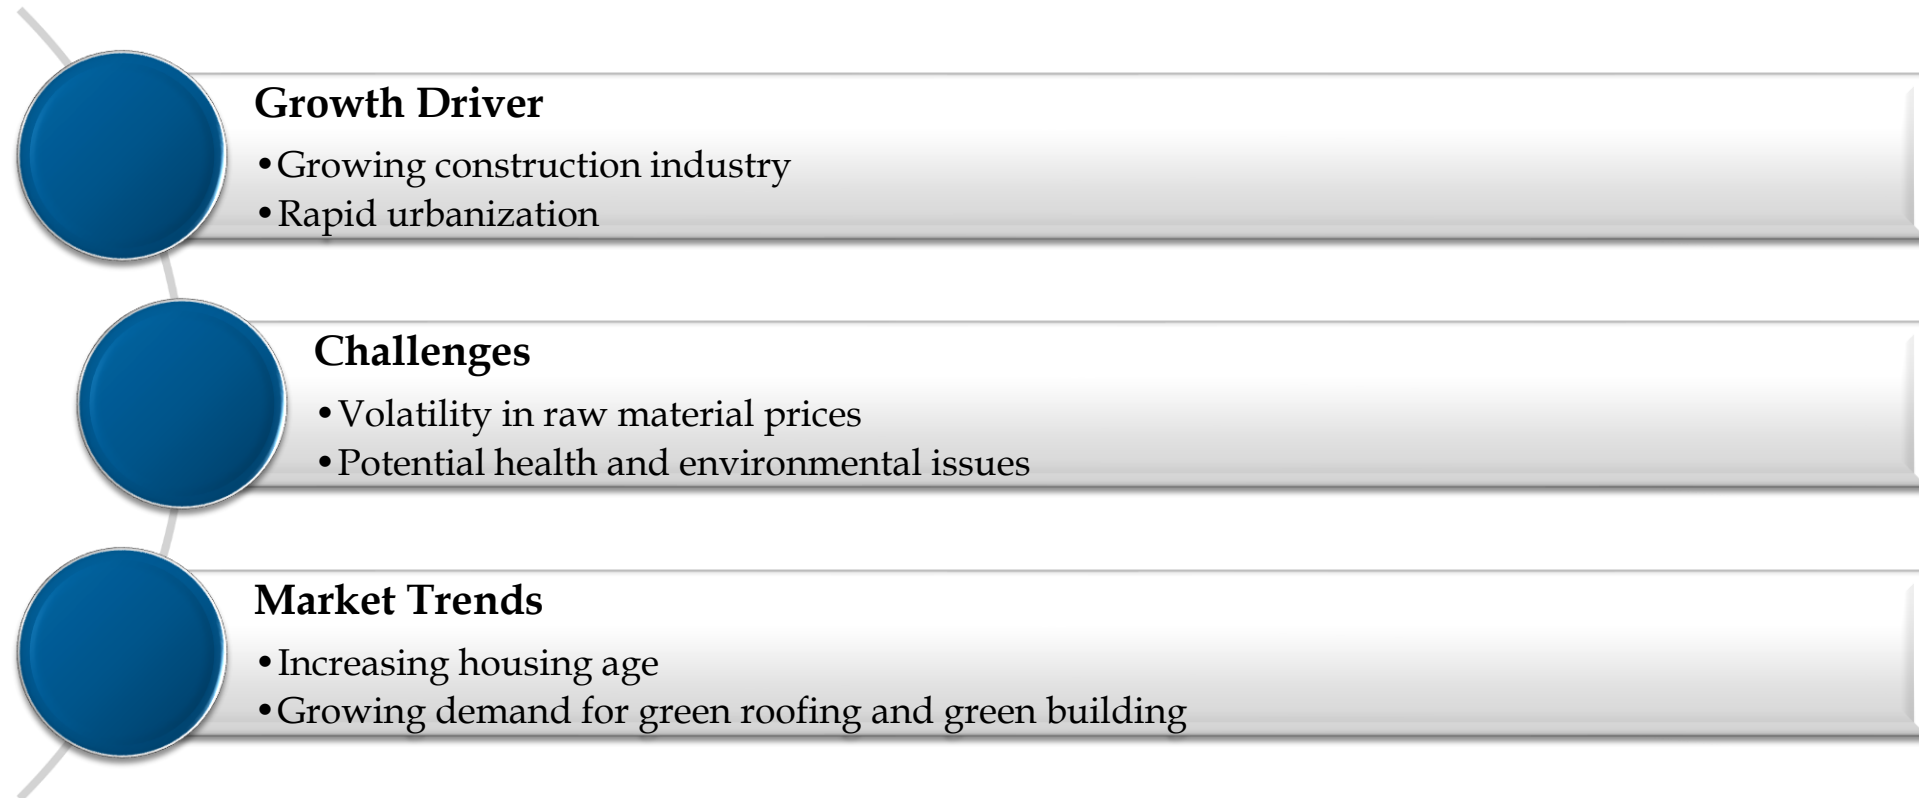 Growth Driver
•Growing construction industry
•Rapid urbanization
Challenges
•Volatility in raw material prices
•Potential health and environmental issues
Market Trends
•Increasing housing age
•Growing demand for green roofing and green building